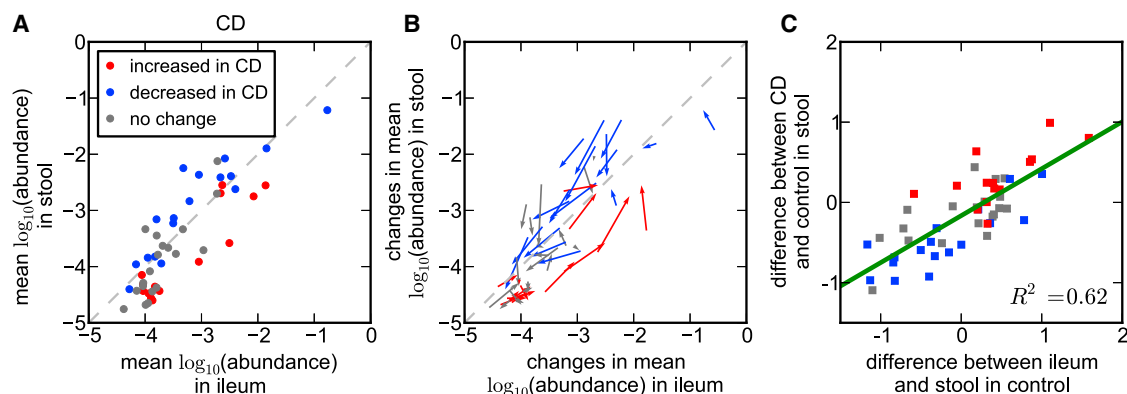 A
CD
increased in CD
decreased in CD
no change
0
−1
−2
−3
−4
−5
−5 −4 −3 −2 −1 0
mean log10(abundance)
in stool
mean log10(abundance)
in ileum
B
0
−1
−2
−3
−4
−5
−5 −4 −3 −2 −1 0
changes in mean
log10(abundance) in stool
changes in mean
log10(abundance) in ileum
C
2
1
0
−1
−1 0 1 2
R² =0.62
difference between CD
and control in stool
difference between ileum
and stool in control